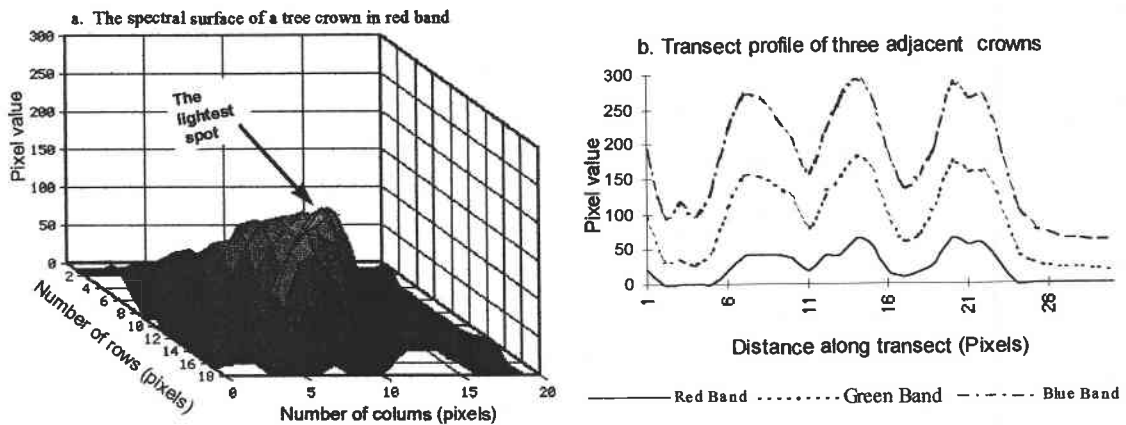 a. The spectral surface of a tree crown in red band
300
250
200
150
100
50
0
Pixel value
The
lightest
spot
2
4
6
8
10
12
14
16
18
Number of rows (pixels)
0
5
10
15
20
Number of colums (pixels)
b. Transect profile of three adjacent crowns
300
250
200
150
100
50
0
Pixel value
1
6
11
16
21
26
Distance along transect (Pixels)
Red Band
Green Band
Blue Band